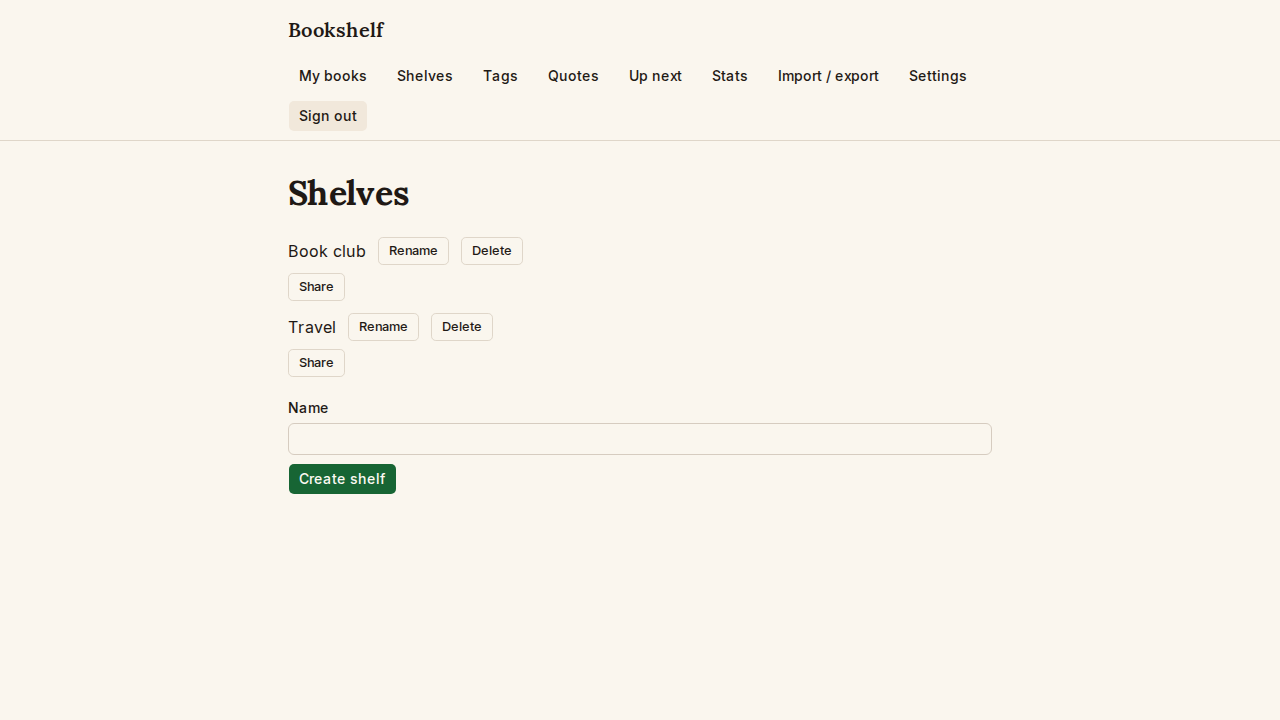 Bookshelf
My books Shelves Tags Quotes Up next Stats Import / export Settings
Sign out
Shelves
Book club Rename Delete
Share
Travel Rename Delete
Share
Name
Create shelf